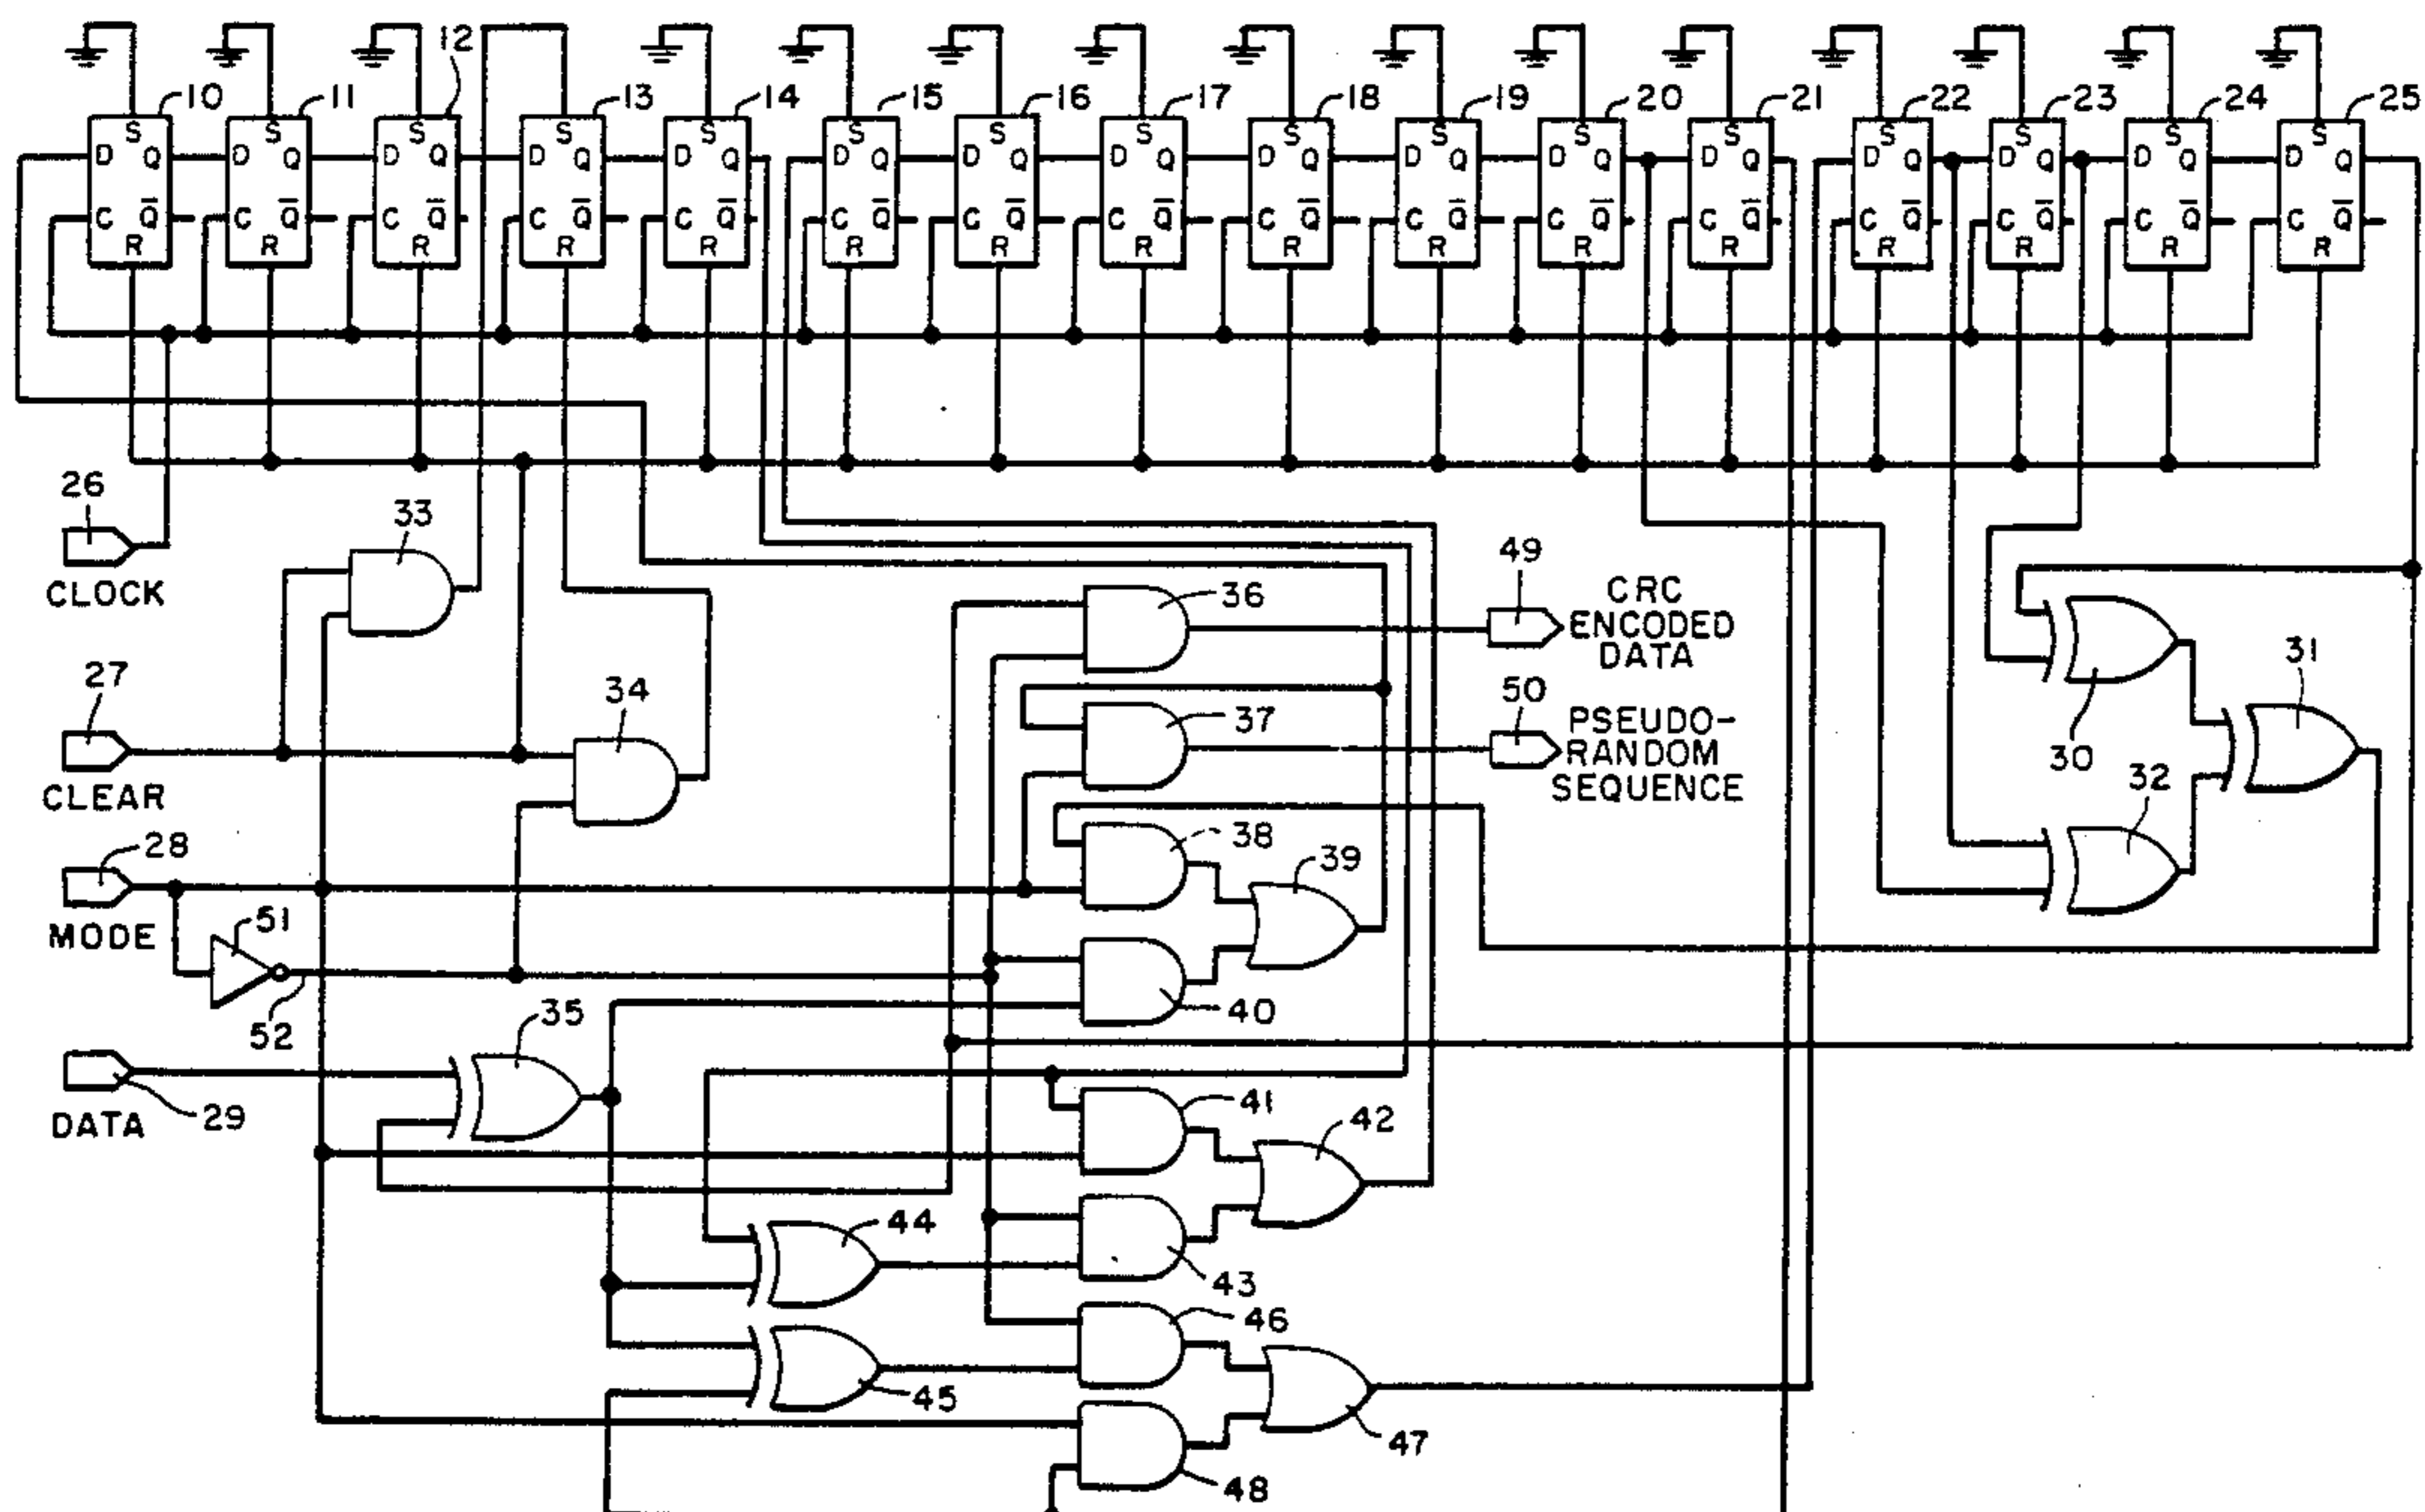 12
10 11 13 14 15 16 17 18 19 20 21 22 23 24 25
S S S S S S S S S S S S S S S S
D Q D Q D Q D Q D Q D Q D Q D Q D Q D Q D Q D Q D Q D Q D Q D Q
C Q̅ C Q̅ C Q̅ C Q̅ C Q̅ C Q̅ C Q̅ C Q̅ C Q̅ C Q̅ C Q̅ C Q̅ C Q̅ C Q̅ C Q̅ C Q̅
R R R R R R R R R R R R R R R R
26
CLOCK
33
27
CLEAR
34
28
MODE
51
52
35
DATA
29
36
49
CRC
ENCODED
DATA
37
50
PSEUDO-
RANDOM
SEQUENCE
30
31
32
38
39
40
41
42
44
43
46
45
47
48